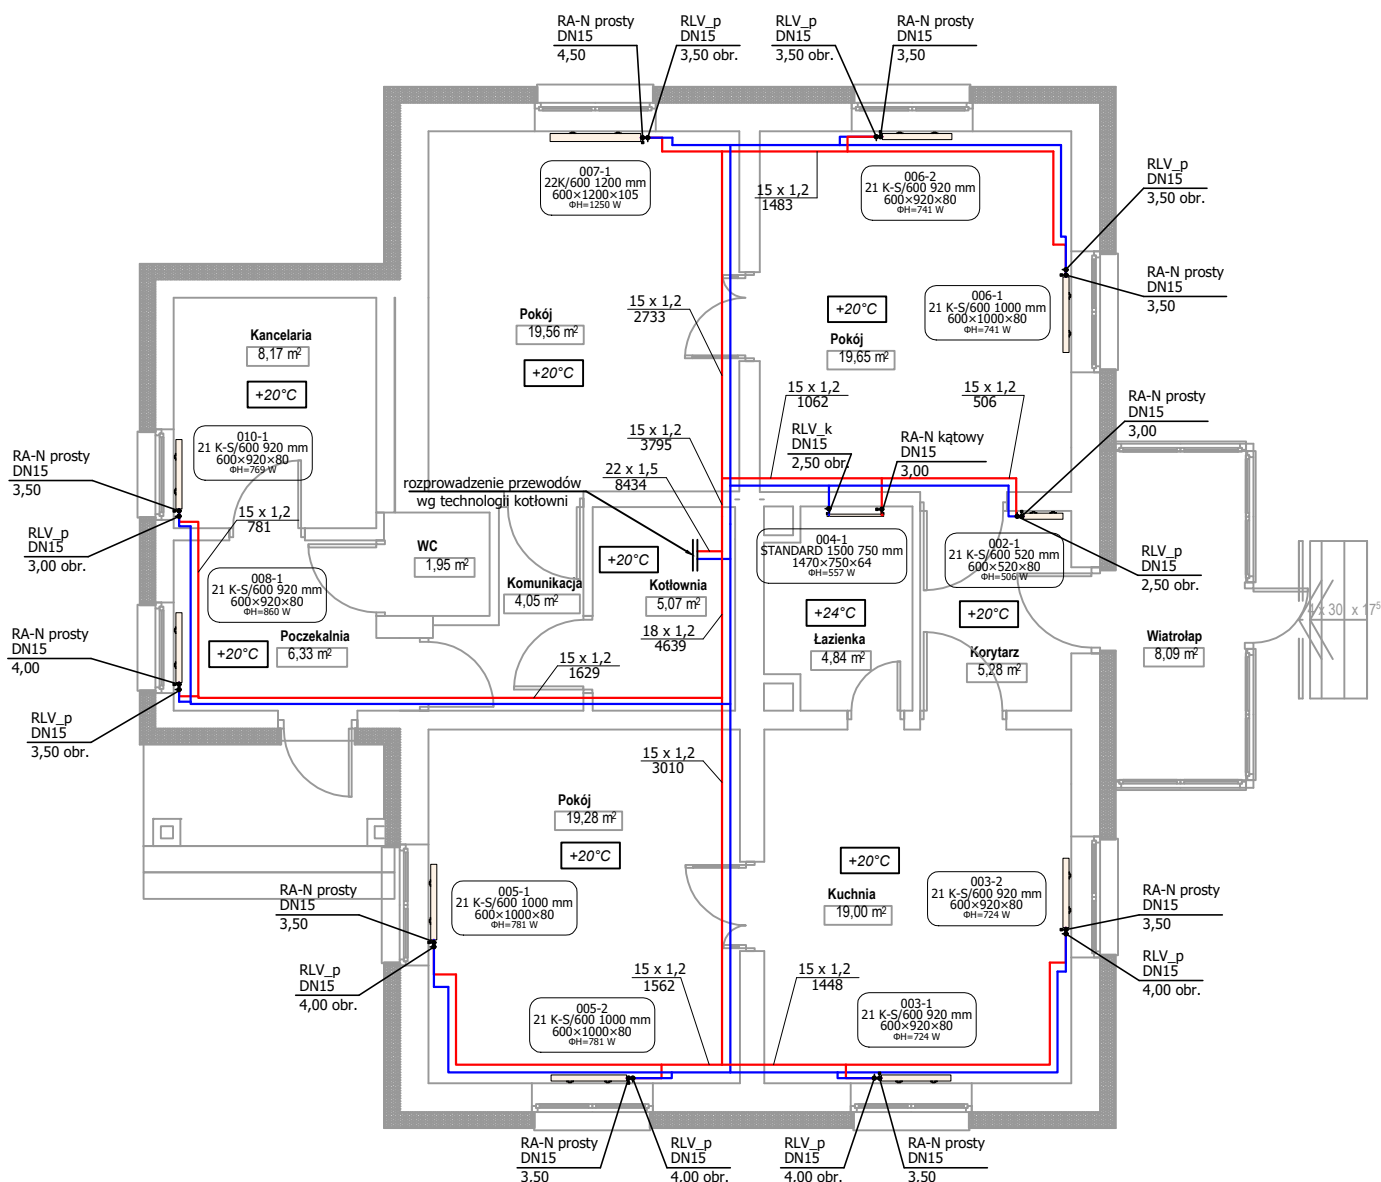 RA-N prosty
DN15
4,50
RLV_p
DN15
3,50 obr.
RLV_p
DN15
3,50 obr.
RA-N prosty
DN15
3,50
007-1
22K/600 1200 mm
600×1200×105
ΦH=1250 W
15 x 1,2
1483
006-2
21 K-S/600 920 mm
600×920×80
ΦH=741 W
RLV_p
DN15
3,50 obr.
RA-N prosty
DN15
3,50
006-1
21 K-S/600 1000 mm
600×1000×80
ΦH=741 W
Pokój
19,56 m²
+20°C
15 x 1,2
2733
+20°C
Pokój
19,65 m²
Kancelaria
8,17 m²
+20°C
010-1
21 K-S/600 920 mm
600×920×80
ΦH=769 W
RA-N prosty
DN15
3,50
RLV_p
DN15
3,00 obr.
15 x 1,2
781
15 x 1,2
3795
22 x 1,5
8434
rozprowadzenie przewodów
wg technologii kotłowni
15 x 1,2
1062
15 x 1,2
506
RLV_k
DN15
2,50 obr.
RA-N kątowy
DN15
3,00
RA-N prosty
DN15
3,00
WC
1,95 m²
Komunikacja
4,05 m²
+20°C
Kotłownia
5,07 m²
004-1
STANDARD 1500 750 mm
1470×750×64
ΦH=557 W
002-1
21 K-S/600 520 mm
600×520×80
ΦH=506 W
RLV_p
DN15
2,50 obr.
008-1
21 K-S/600 920 mm
600×920×80
ΦH=860 W
+24°C
+20°C
4 x 30 x 17⁵
RA-N prosty
DN15
4,00
+20°C
Poczekalnia
6,33 m²
18 x 1,2
4639
15 x 1,2
1629
Łazienka
4,84 m²
Korytarz
5,28 m²
Wiatrołap
8,09 m²
RLV_p
DN15
3,50 obr.
15 x 1,2
3010
Pokój
19,28 m²
+20°C
+20°C
Kuchnia
19,00 m²
005-1
21 K-S/600 1000 mm
600×1000×80
ΦH=781 W
RA-N prosty
DN15
3,50
RLV_p
DN15
4,00 obr.
003-2
21 K-S/600 920 mm
600×920×80
ΦH=724 W
RA-N prosty
DN15
3,50
RLV_p
DN15
4,00 obr.
15 x 1,2
1562
15 x 1,2
1448
005-2
21 K-S/600 1000 mm
600×1000×80
ΦH=781 W
003-1
21 K-S/600 920 mm
600×920×80
ΦH=724 W
RA-N prosty
DN15
3,50
RLV_p
DN15
4,00 obr.
RLV_p
DN15
4,00 obr.
RA-N prosty
DN15
3,50